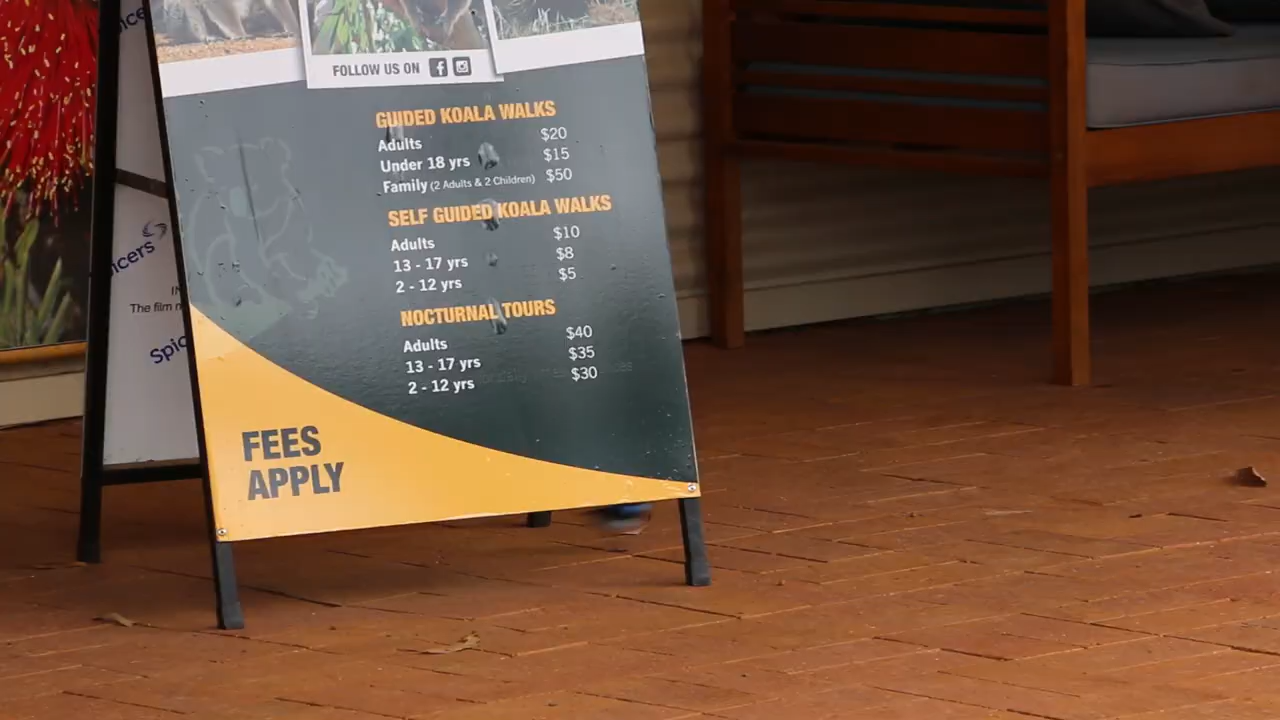 FOLLOW US ON
GUIDED KOALA WALKS
Adults $20
Under 18 yrs $15
Family (2 Adults & 2 Children) $50
SELF GUIDED KOALA WALKS
Adults $10
13 - 17 yrs $8
2 - 12 yrs $5
NOCTURNAL TOURS
Adults $40
13 - 17 yrs $35
2 - 12 yrs $30
FEES
APPLY
The film